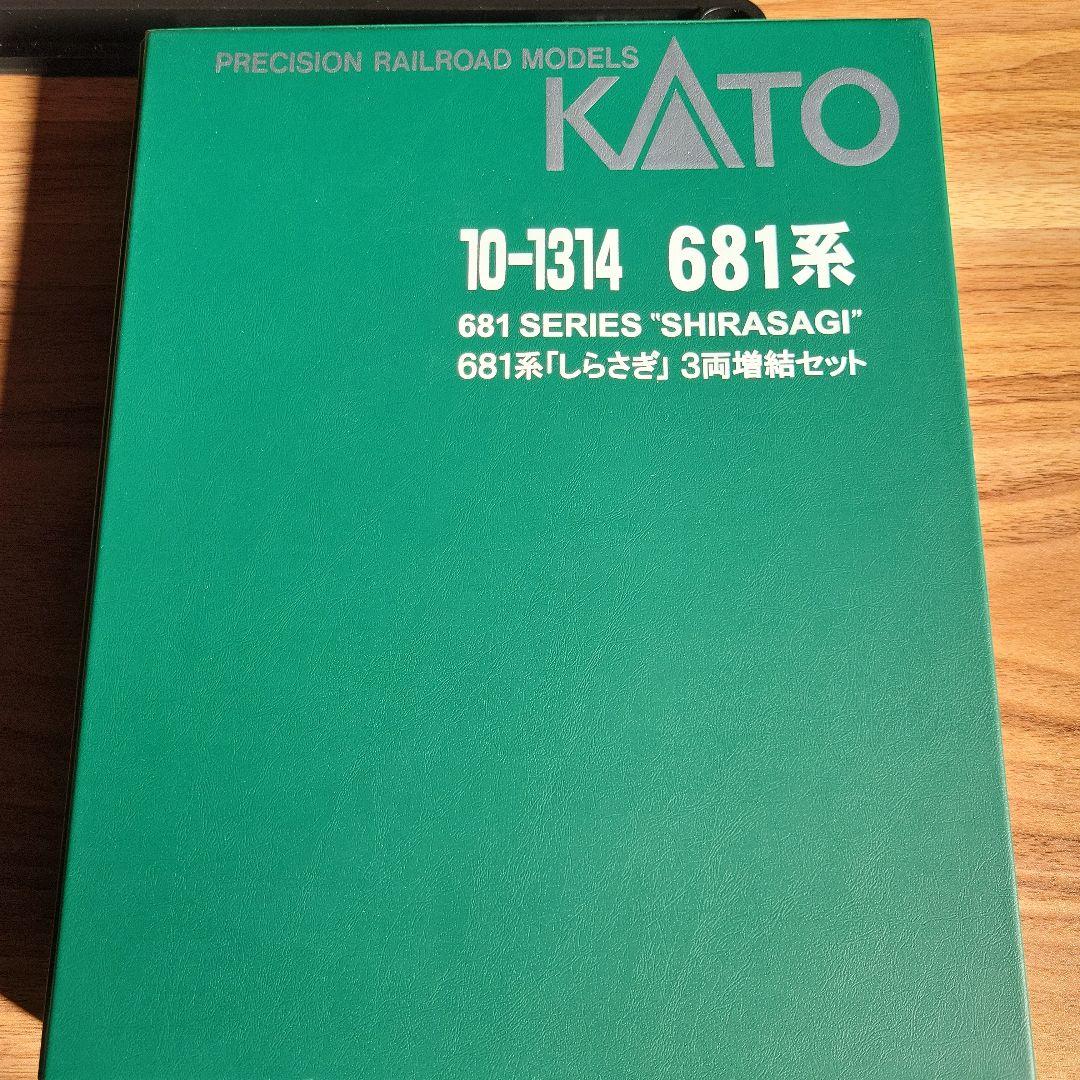 PRECISION RAILROAD MODELS
KATO
10-1314 681系
681 SERIES "SHIRASAGI"
681系「しらさぎ」 3両増結セット